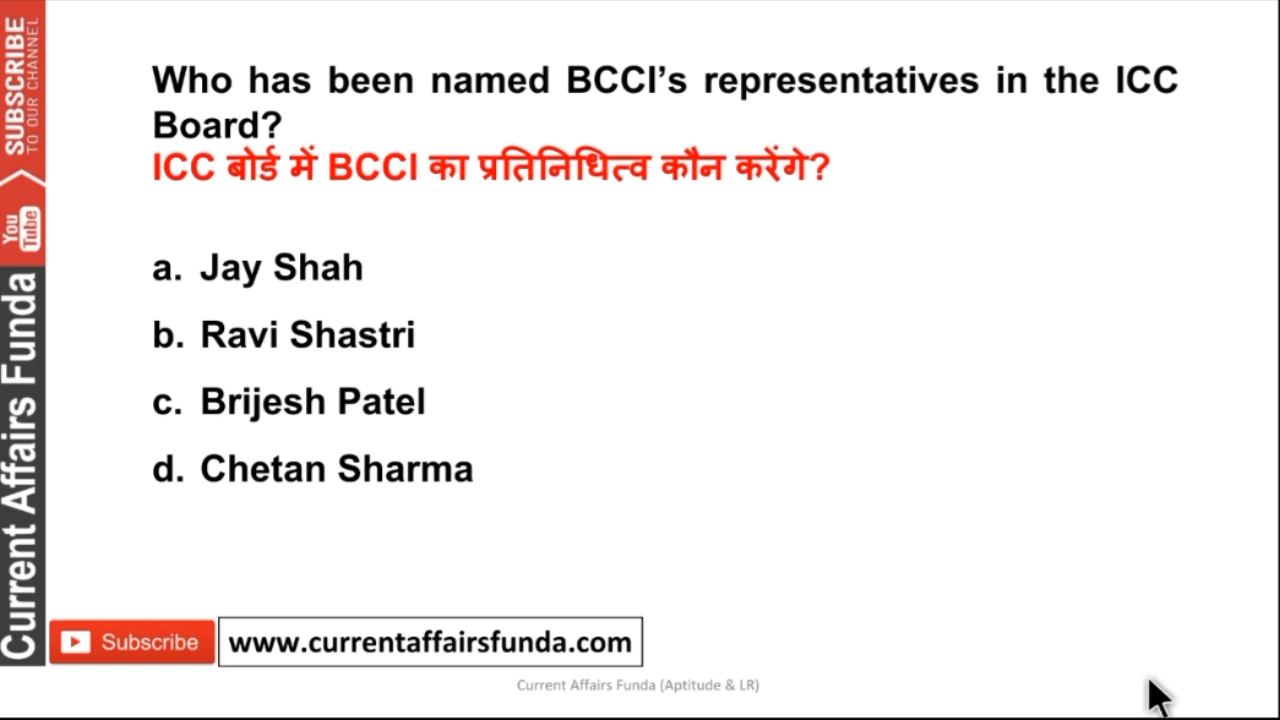 Who has been named BCCI’s representatives in the ICC
Board?
ICC बोर्ड में BCCI का प्रतिनिधित्व कौन करेंगे?
a. Jay Shah
b. Ravi Shastri
c. Brijesh Patel
d. Chetan Sharma
SUBSCRIBE
TO OUR CHANNEL
You
Tube
Current Affairs Funda
Subscribe
www.currentaffairsfunda.com
Current Affairs Funda (Aptitude & LR)